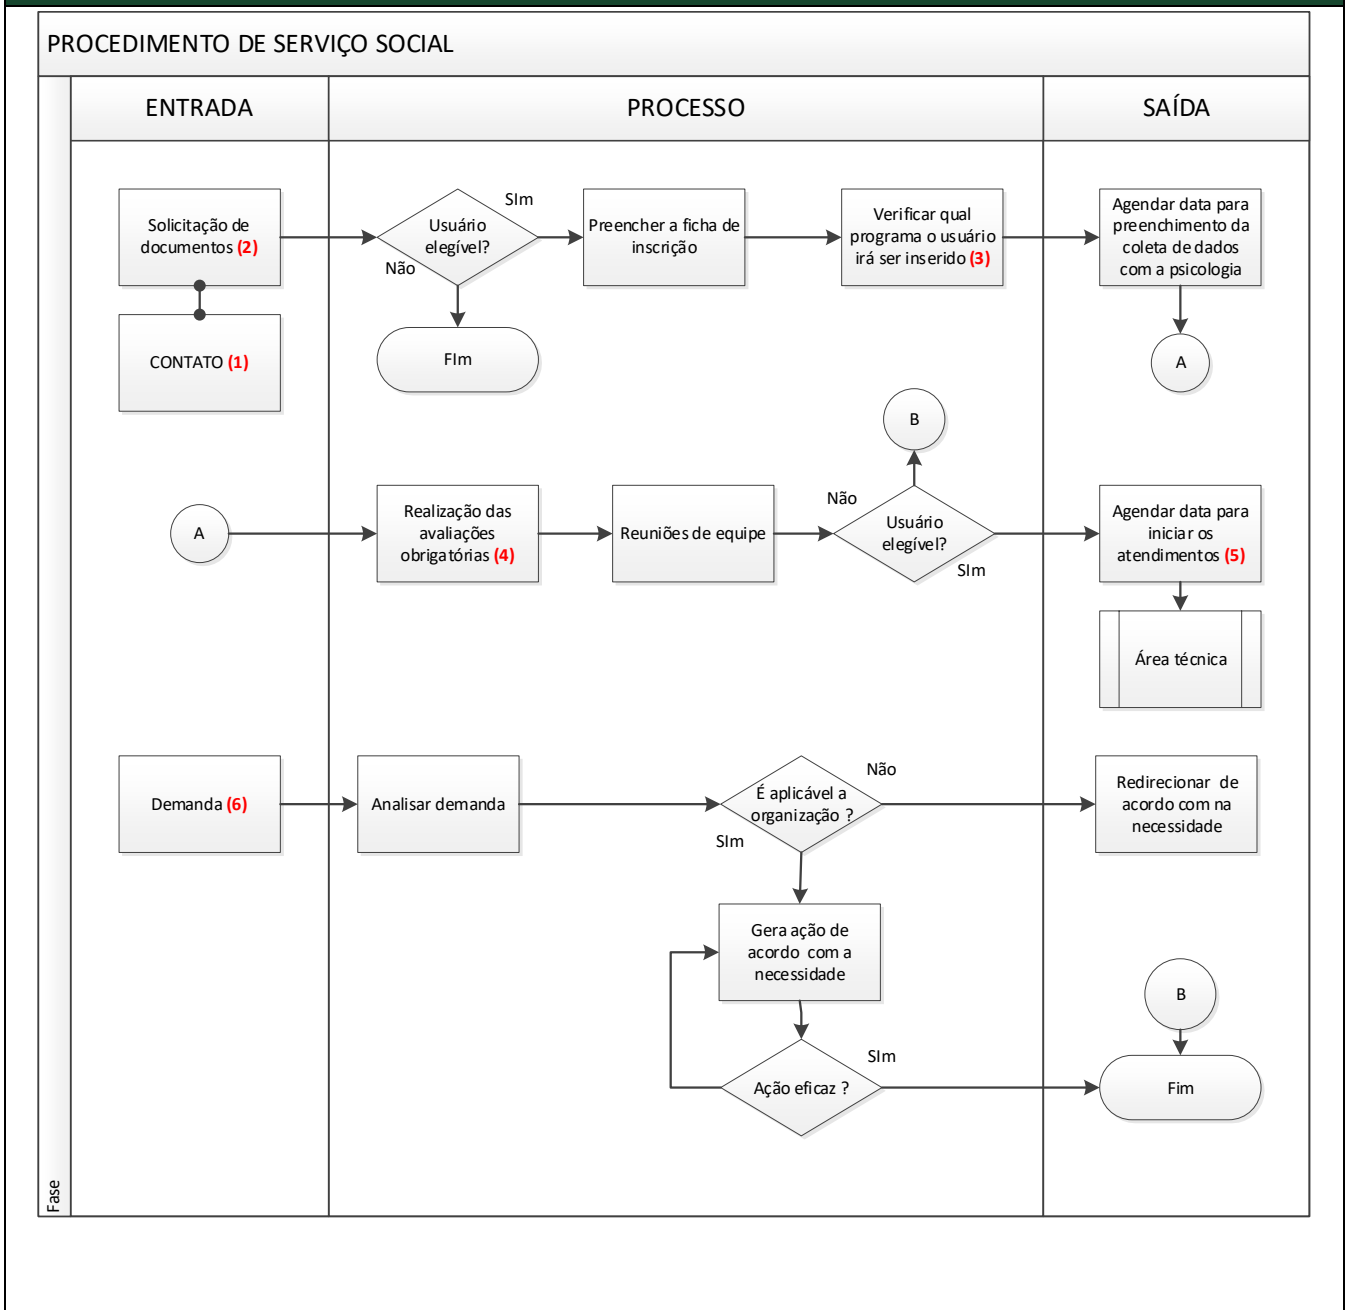 PROCEDIMENTO DE SERVIÇO SOCIAL
ENTRADA
PROCESSO
SAÍDA
Solicitação de
documentos (2)
CONTATO (1)
Usuário
elegível?
SIm
Não
FIm
Preencher a ficha de
inscrição
Verificar qual
programa o usuário
irá ser inserido (3)
Agendar data para
preenchimento da
coleta de dados
com a psicologia
A
A
Realização das
avaliações
obrigatórias (4)
Reuniões de equipe
B
Não
Usuário
elegível?
SIm
Agendar data para
iniciar os
atendimentos (5)
Área técnica
Demanda (6)
Analisar demanda
É aplicável a
organização ?
Não
SIm
Redirecionar de
acordo com na
necessidade
Gera ação de
acordo com a
necessidade
Ação eficaz ?
SIm
B
Fim
Fase